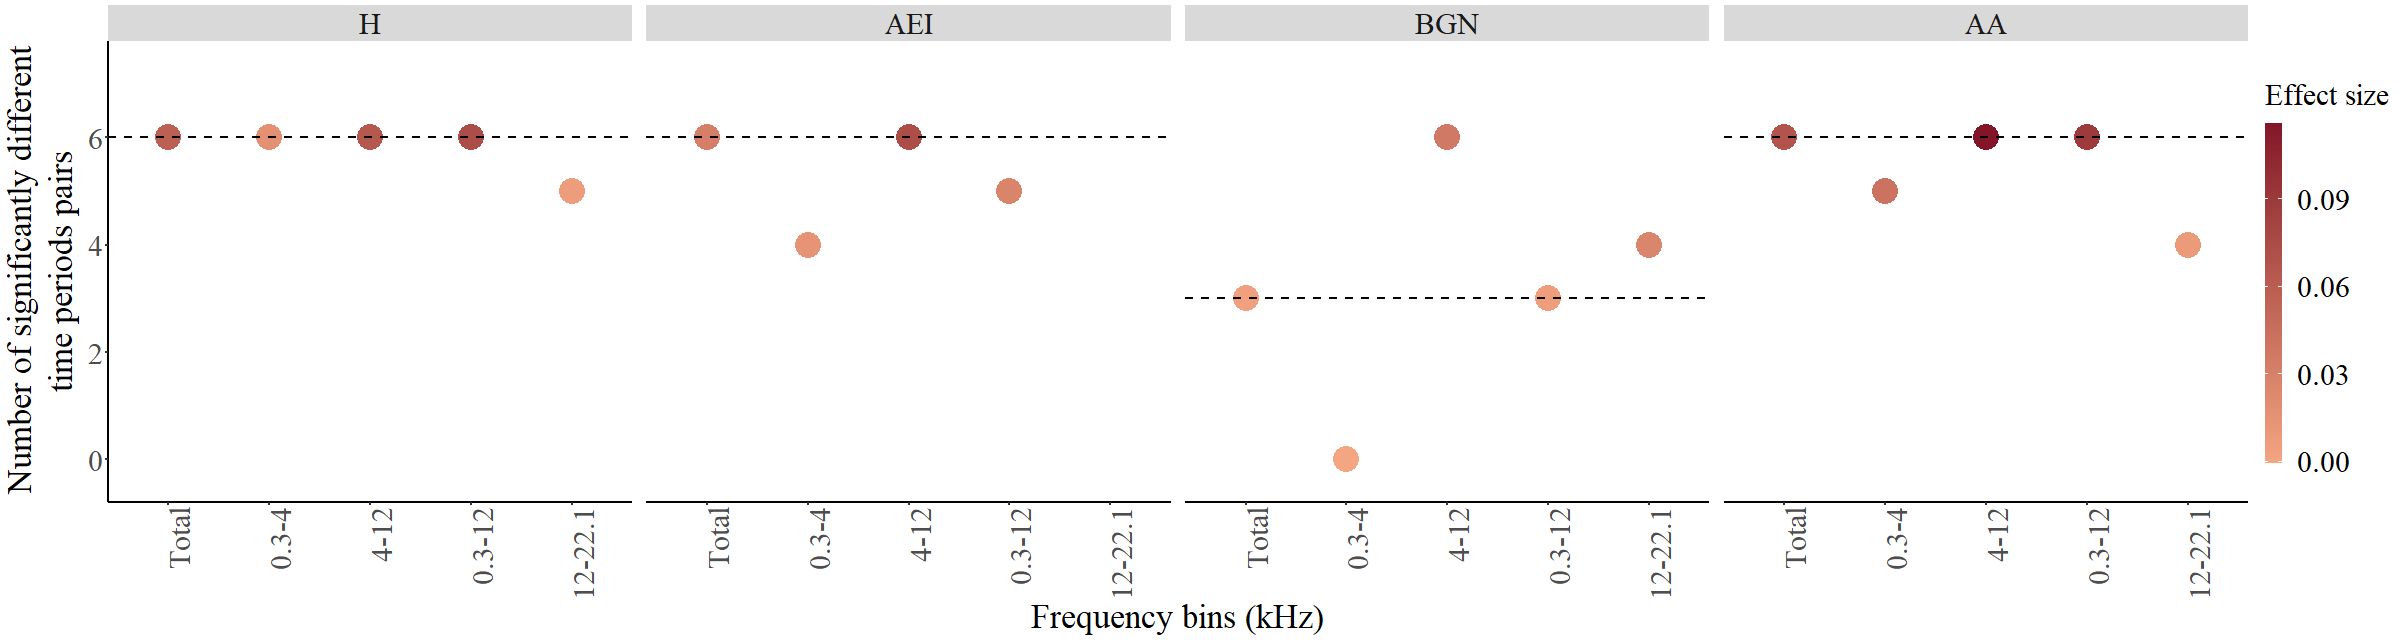 H
AEI
BGN
AA
Number of significantly different
time periods pairs
6
4
2
0
Total
0.3-4
4-12
0.3-12
12-22.1
Total
0.3-4
4-12
0.3-12
12-22.1
Total
0.3-4
4-12
0.3-12
12-22.1
Total
0.3-4
4-12
0.3-12
12-22.1
Frequency bins (kHz)
Effect size
0.09
0.06
0.03
0.00